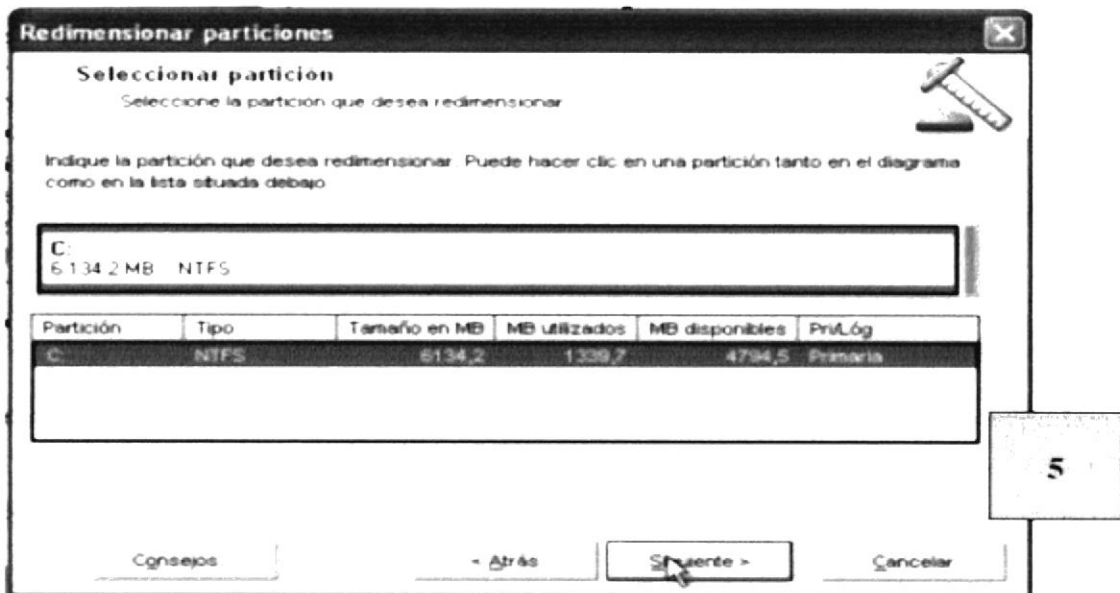 Redimensionar particiones
Seleccionar partición
Seleccione la partición que desea redimensionar
Indique la partición que desea redimensionar. Puede hacer clic en una partición tanto en el diagrama
como en la lista situada debajo
C:
6.134.2 MB NTFS
Partición Tipo Tamaño en MB MB utilizados MB disponibles Pri/Lóg
C: NTFS 6134,2 1339,7 4794,5 Primaria
5
Consejos < Atrás Siguiente > Cancelar